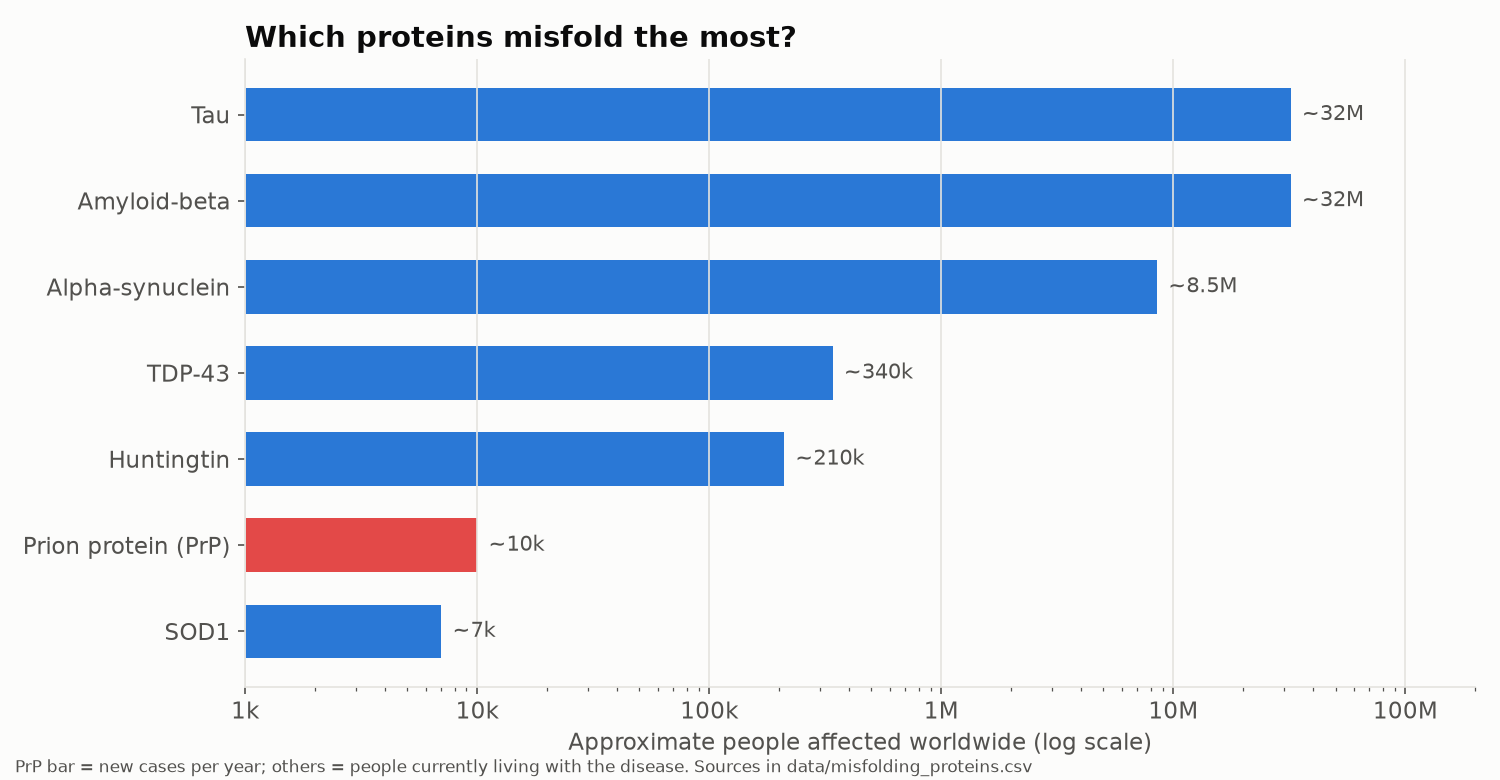 Which proteins misfold the most?
Tau
~32M
Amyloid-beta
~32M
Alpha-synuclein
~8.5M
TDP-43
~340k
Huntingtin
~210k
Prion protein (PrP)
~10k
SOD1
~7k
1k 10k 100k 1M 10M 100M
Approximate people affected worldwide (log scale)
PrP bar = new cases per year; others = people currently living with the disease. Sources in data/misfolding_proteins.csv